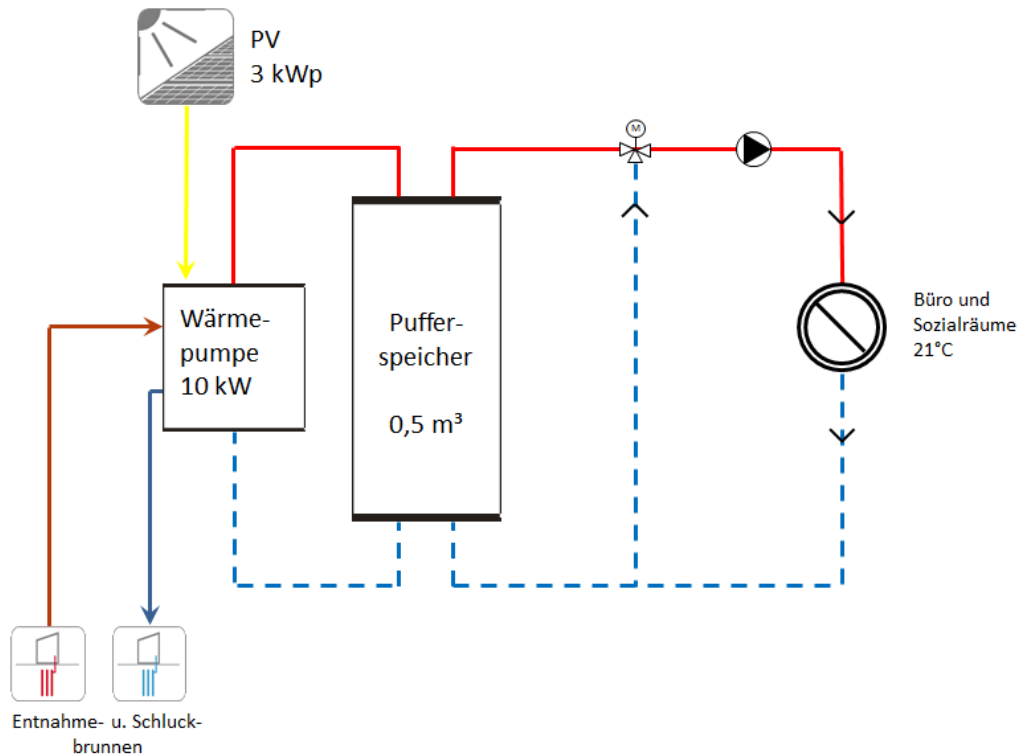 PV
3 kWp
M
Wärme-
pumpe
10 kW
Puffer-
speicher
0,5 m³
Büro und
Sozialräume
21°C
Entnahme- u. Schluck-
brunnen